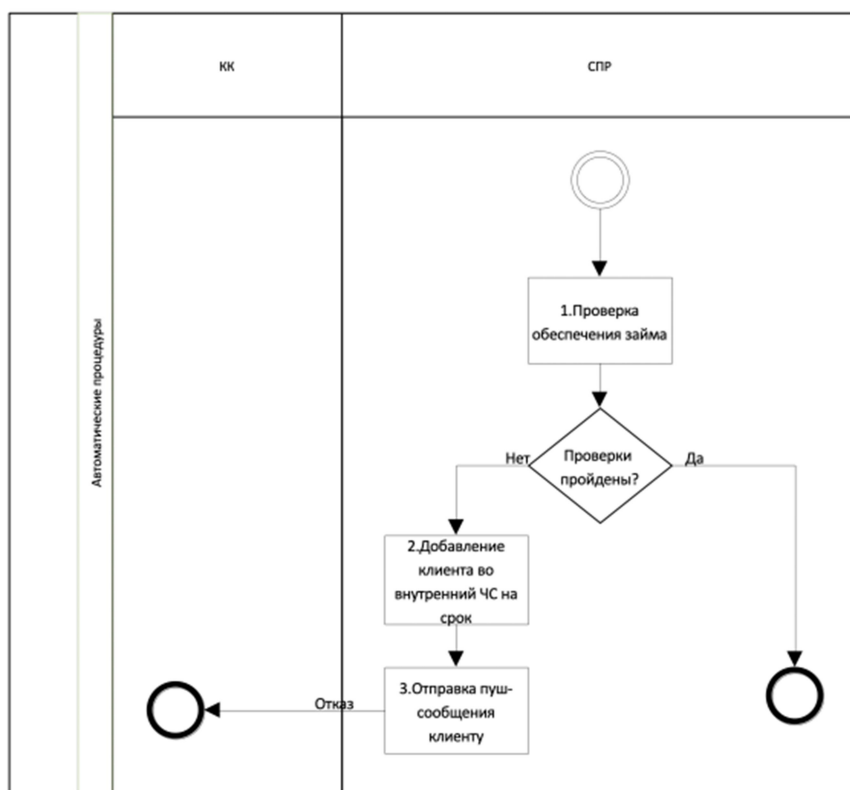 КК
СПР
Автоматические процедуры
1.Проверка
обеспечения займа
Проверки
пройдены?
Нет
Да
2.Добавление
клиента во
внутренний ЧС на
срок
3.Отправка пуш-
сообщения
клиенту
Отказ